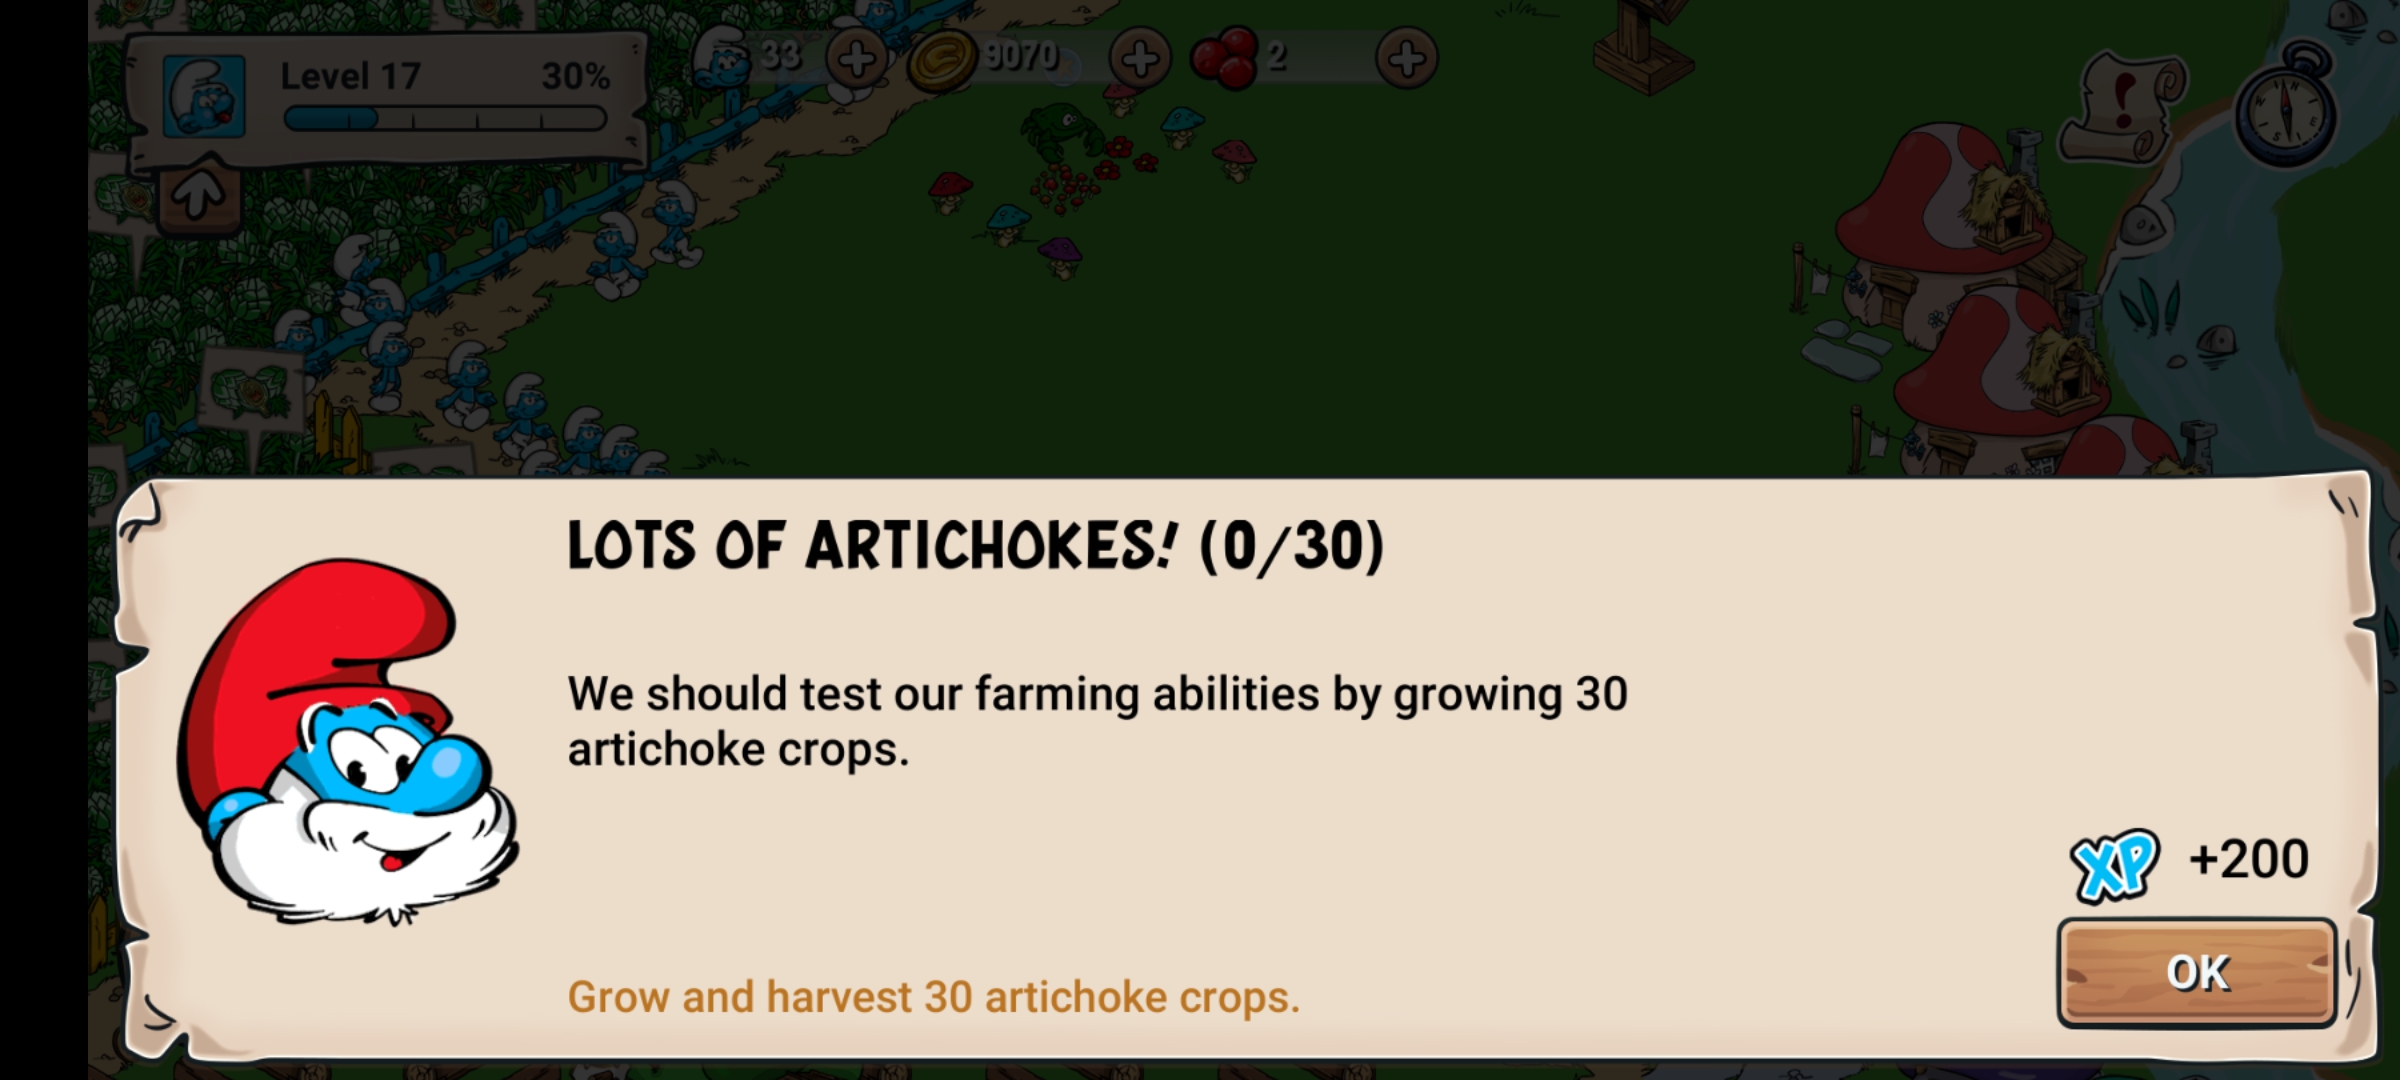 Level 17 30%
33
9070
2
LOTS OF ARTICHOKES! (0/30)
We should test our farming abilities by growing 30
artichoke crops.
XP +200
OK
Grow and harvest 30 artichoke crops.